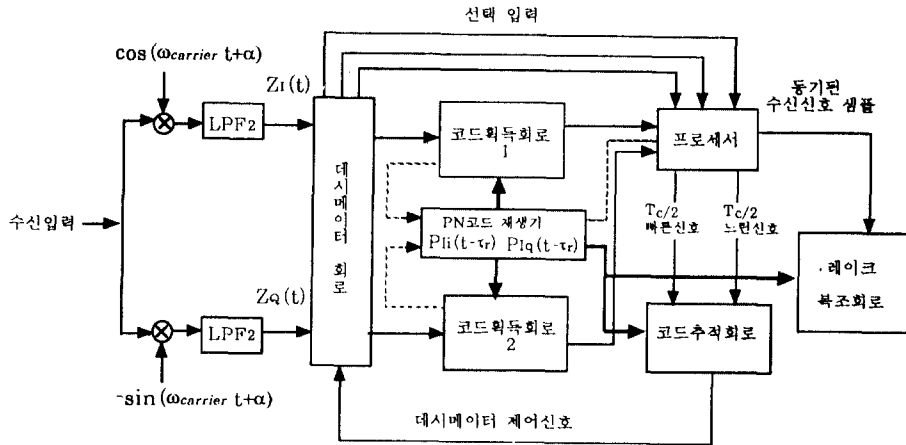 선택 입력
cos(ωcarrier t+α)
ZI(t)
LPF2
동기된
수신신호 샘플
코드획득회로
1
프로세서
데시메이터 회로
수신입력
PN코드 재생기
PIi(t-τr) PIq(t-τr)
Tc/2
빠른신호
Tc/2
느린신호
레이크
복조회로
ZQ(t)
LPF2
코드획득회로
2
코드추적회로
-sin(ωcarrier t+α)
데시메이터 제어신호